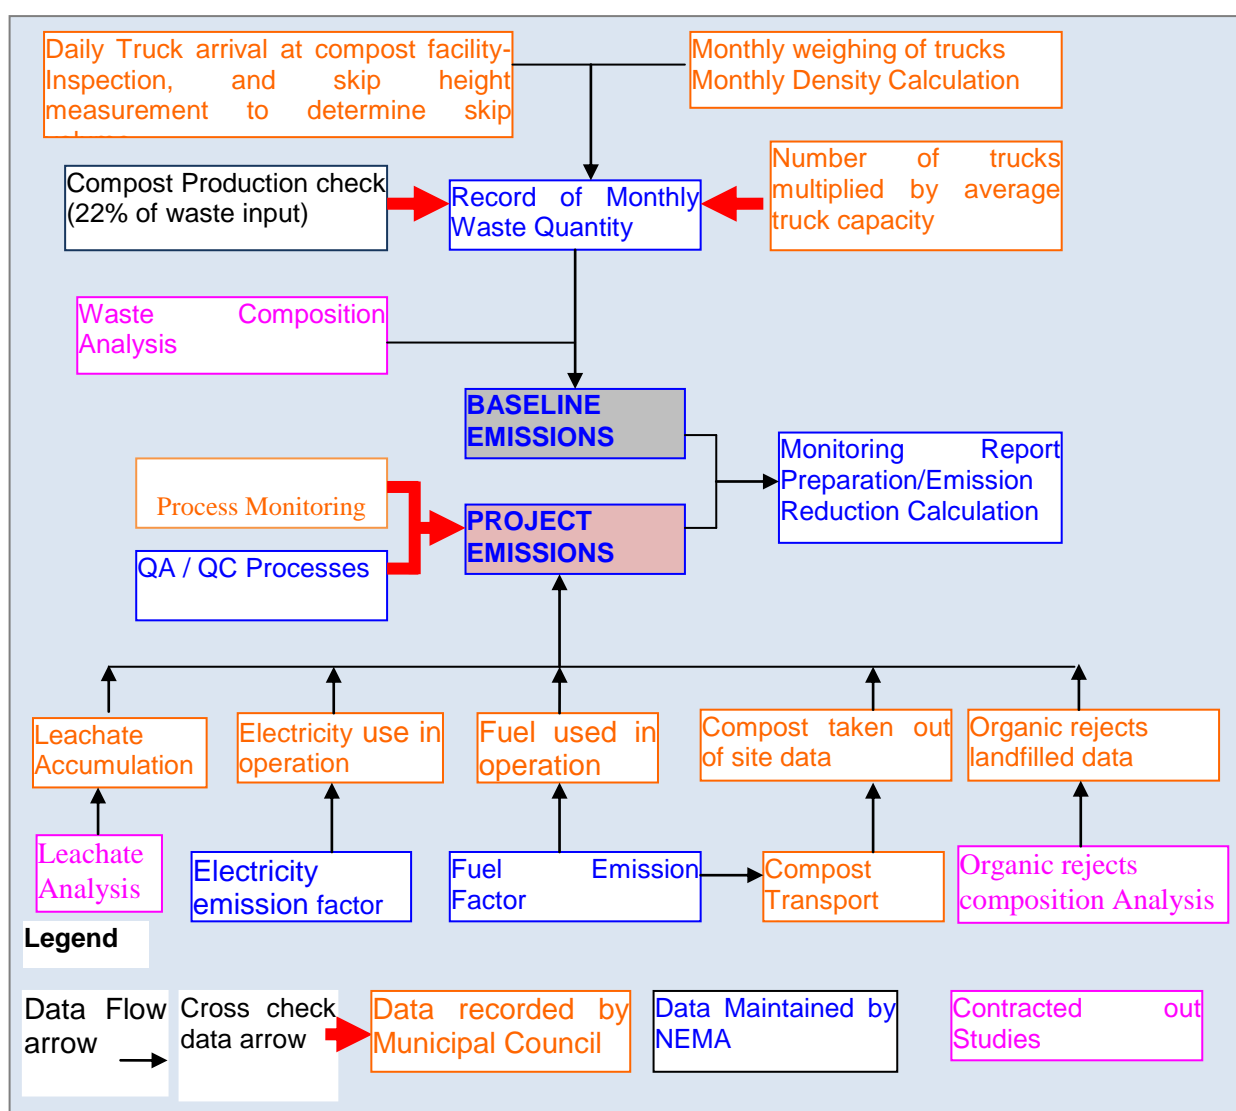 Daily Truck arrival at compost facility-
Inspection, and skip height
measurement to determine skip
Monthly weighing of trucks
Monthly Density Calculation
Compost Production check
(22% of waste input)
Record of Monthly
Waste Quantity
Number of trucks
multiplied by average
truck capacity
Waste Composition
Analysis
BASELINE
EMISSIONS
Monitoring Report
Preparation/Emission
Reduction Calculation
Process Monitoring
PROJECT
EMISSIONS
QA / QC Processes
Leachate
Accumulation
Electricity use in
operation
Fuel used in
operation
Compost taken out
of site data
Organic rejects
landfilled data
Leachate
Analysis
Electricity
emission factor
Fuel Emission
Factor
Compost
Transport
Organic rejects
composition Analysis
Legend
Data Flow
arrow
Cross check
data arrow
Data recorded by
Municipal Council
Data Maintained by
NEMA
Contracted out
Studies